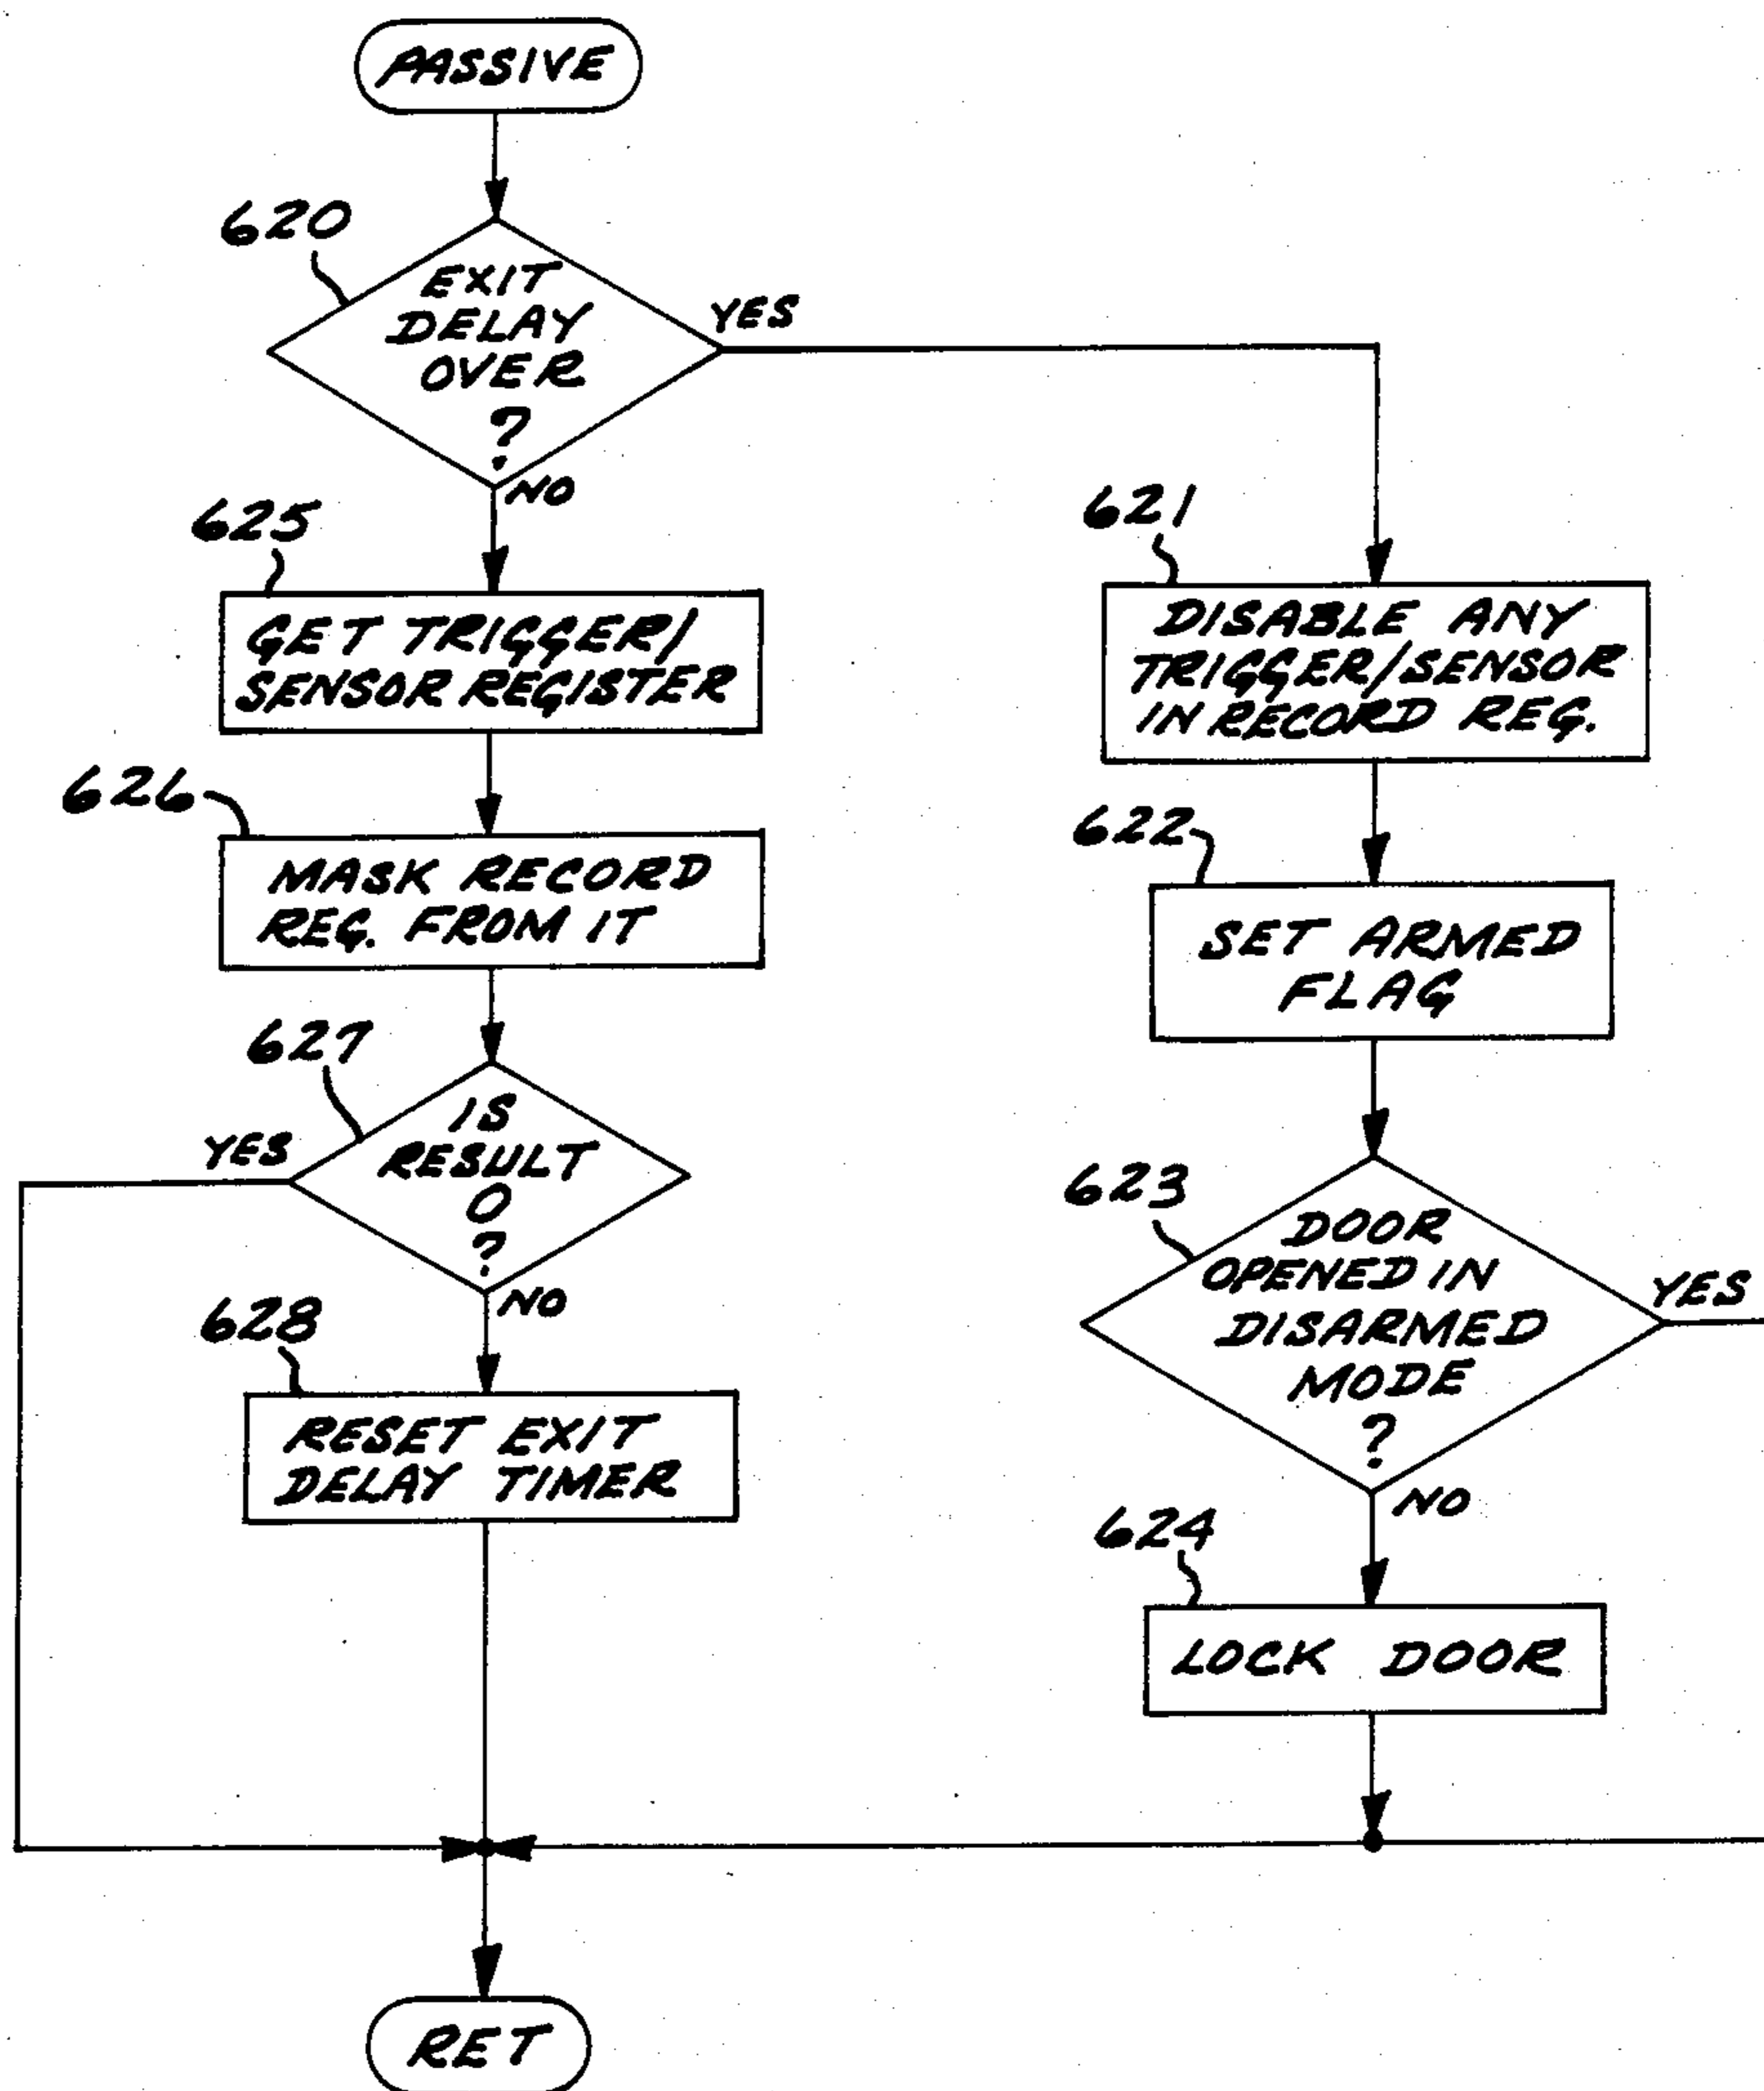 PASSIVE
620
EXIT
DELAY
OVER
?
YES
NO
625
GET TRIGGER/
SENSOR REGISTER
626
MASK RECORD
REG. FROM IT
627
IS
RESULT
0
?
YES
NO
628
RESET EXIT
DELAY TIMER
621
DISABLE ANY
TRIGGER/SENSOR
IN RECORD REG.
622
SET ARMED
FLAG
623
DOOR
OPENED IN
DISARMED
MODE
?
YES
NO
624
LOCK DOOR
RET